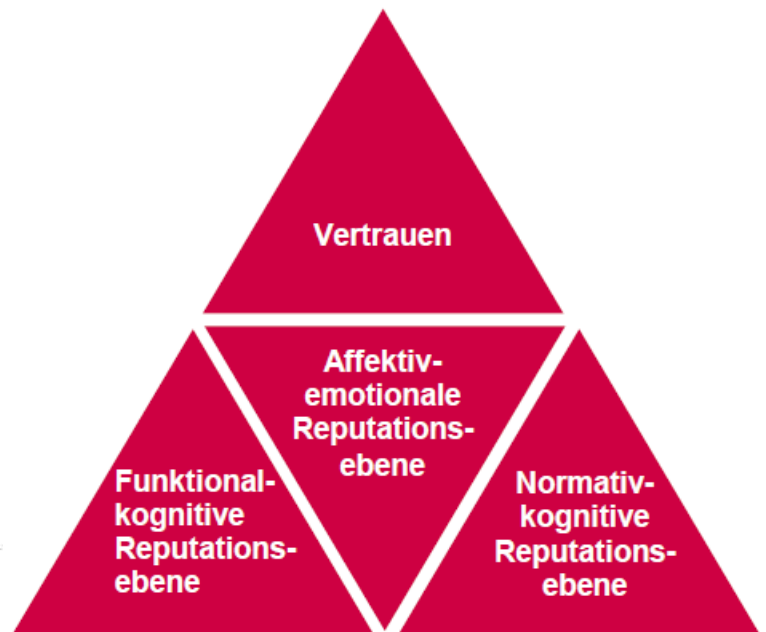 Vertrauen
Affektiv-
emotionale
Reputations-
ebene
Funktional-
kognitive
Reputations-
ebene
Normativ-
kognitive
Reputations-
ebene